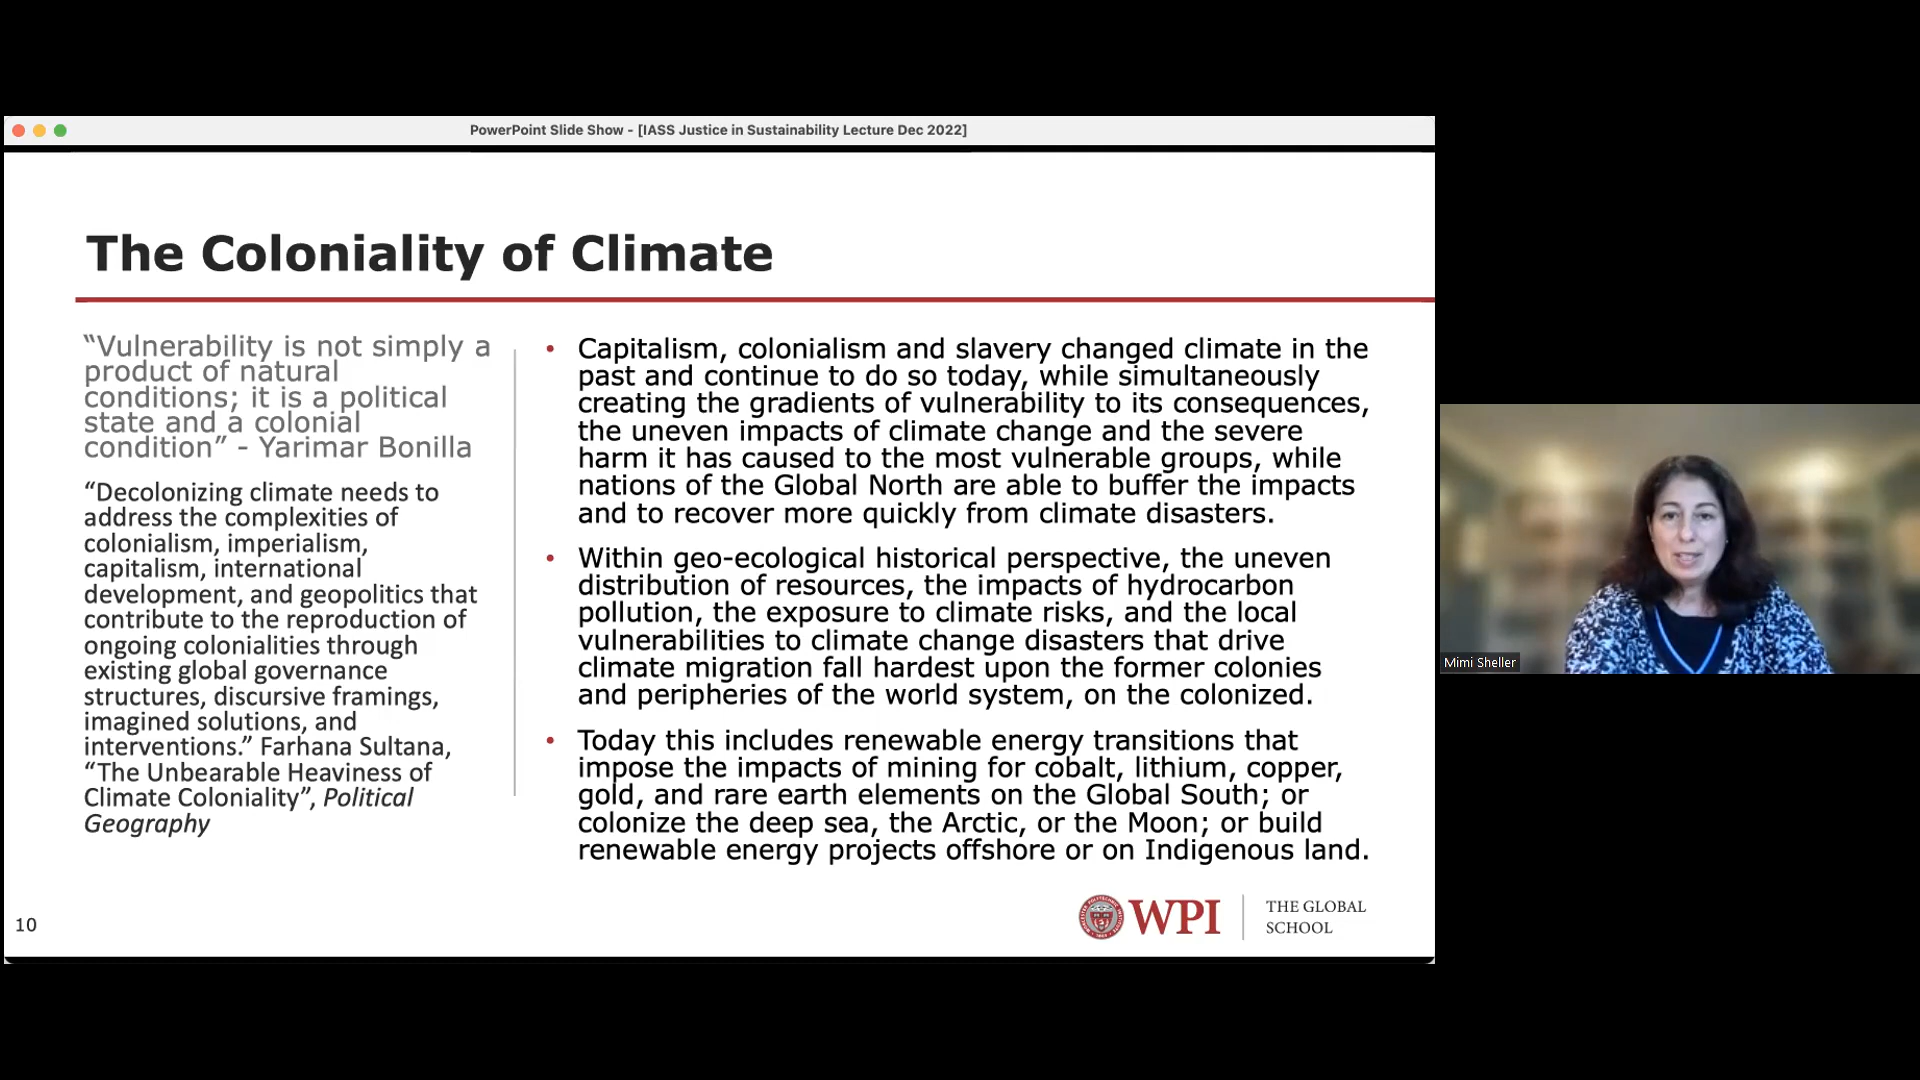 PowerPoint Slide Show - [IASS Justice in Sustainability Lecture Dec 2022]
The Coloniality of Climate
“Vulnerability is not simply a
product of natural
conditions; it is a political
state and a colonial
condition” - Yarimar Bonilla
“Decolonizing climate needs to
address the complexities of
colonialism, imperialism,
capitalism, international
development, and geopolitics that
contribute to the reproduction of
ongoing colonialities through
existing global governance
structures, discursive framings,
imagined solutions, and
interventions.” Farhana Sultana,
“The Unbearable Heaviness of
Climate Coloniality”, Political
Geography
• Capitalism, colonialism and slavery changed climate in the
past and continue to do so today, while simultaneously
creating the gradients of vulnerability to its consequences,
the uneven impacts of climate change and the severe
harm it has caused to the most vulnerable groups, while
nations of the Global North are able to buffer the impacts
and to recover more quickly from climate disasters.
• Within geo-ecological historical perspective, the uneven
distribution of resources, the impacts of hydrocarbon
pollution, the exposure to climate risks, and the local
vulnerabilities to climate change disasters that drive
climate migration fall hardest upon the former colonies
and peripheries of the world system, on the colonized.
• Today this includes renewable energy transitions that
impose the impacts of mining for cobalt, lithium, copper,
gold, and rare earth elements on the Global South; or
colonize the deep sea, the Arctic, or the Moon; or build
renewable energy projects offshore or on Indigenous land.
10
WPI
THE GLOBAL
SCHOOL
Mimi Sheller